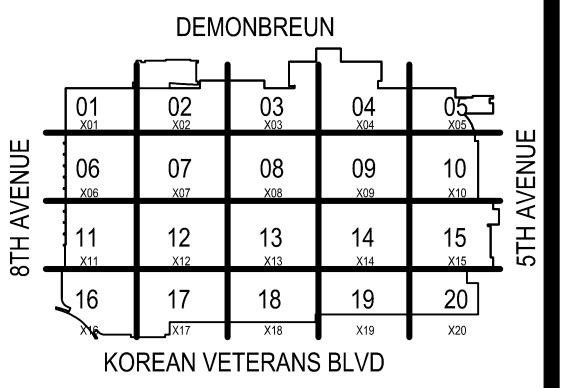 DEMONBREUN
01 02 03 04 05
X01 X02 X03 X04 X05
06 07 08 09 10
X06 X07 X08 X09 X10
8TH AVENUE
5TH AVENUE
11 12 13 14 15
X11 X12 X13 X14 X15
16 17 18 19 20
X16 X17 X18 X19 X20
KOREAN VETERANS BLVD